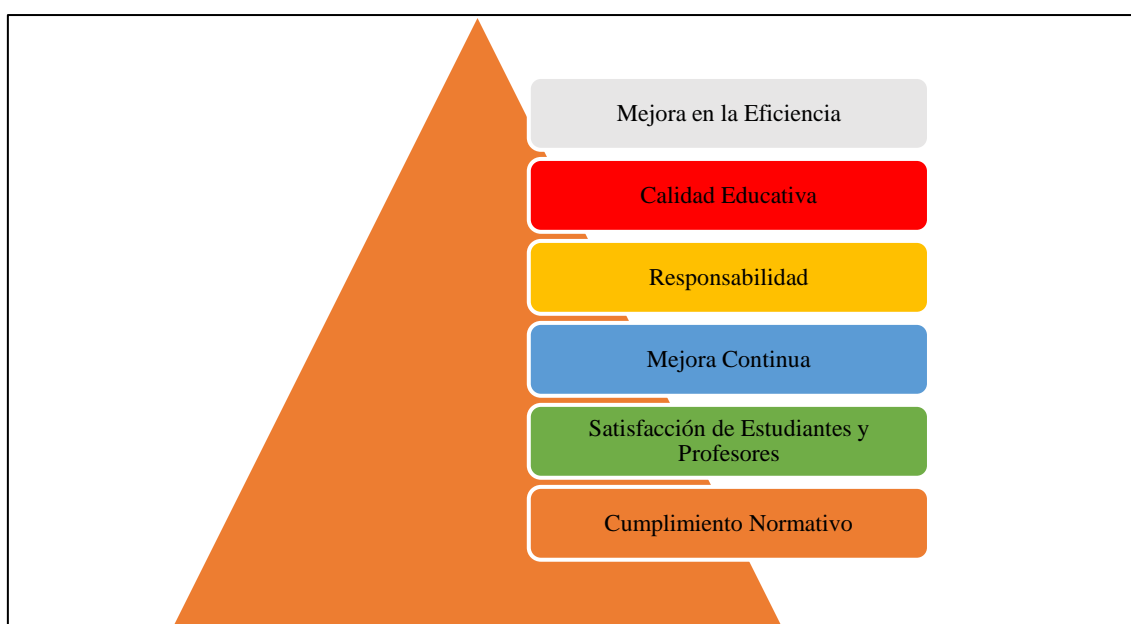 Mejora en la Eficiencia
Calidad Educativa
Responsabilidad
Mejora Continua
Satisfacción de Estudiantes y
Profesores
Cumplimiento Normativo